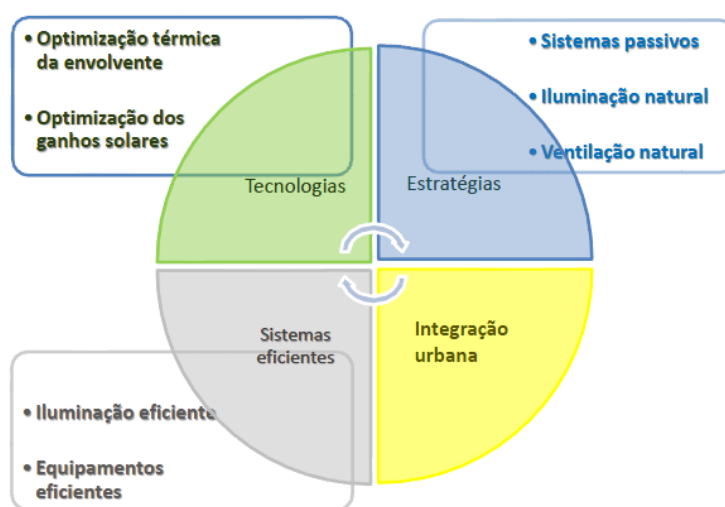 • Optimização térmica
da envolvente
• Optimização dos
ganhos solares
• Sistemas passivos
• Iluminação natural
• Ventilação natural
Tecnologias
Estratégias
Sistemas
eficientes
Integração
urbana
• Iluminação eficiente
• Equipamentos
eficientes